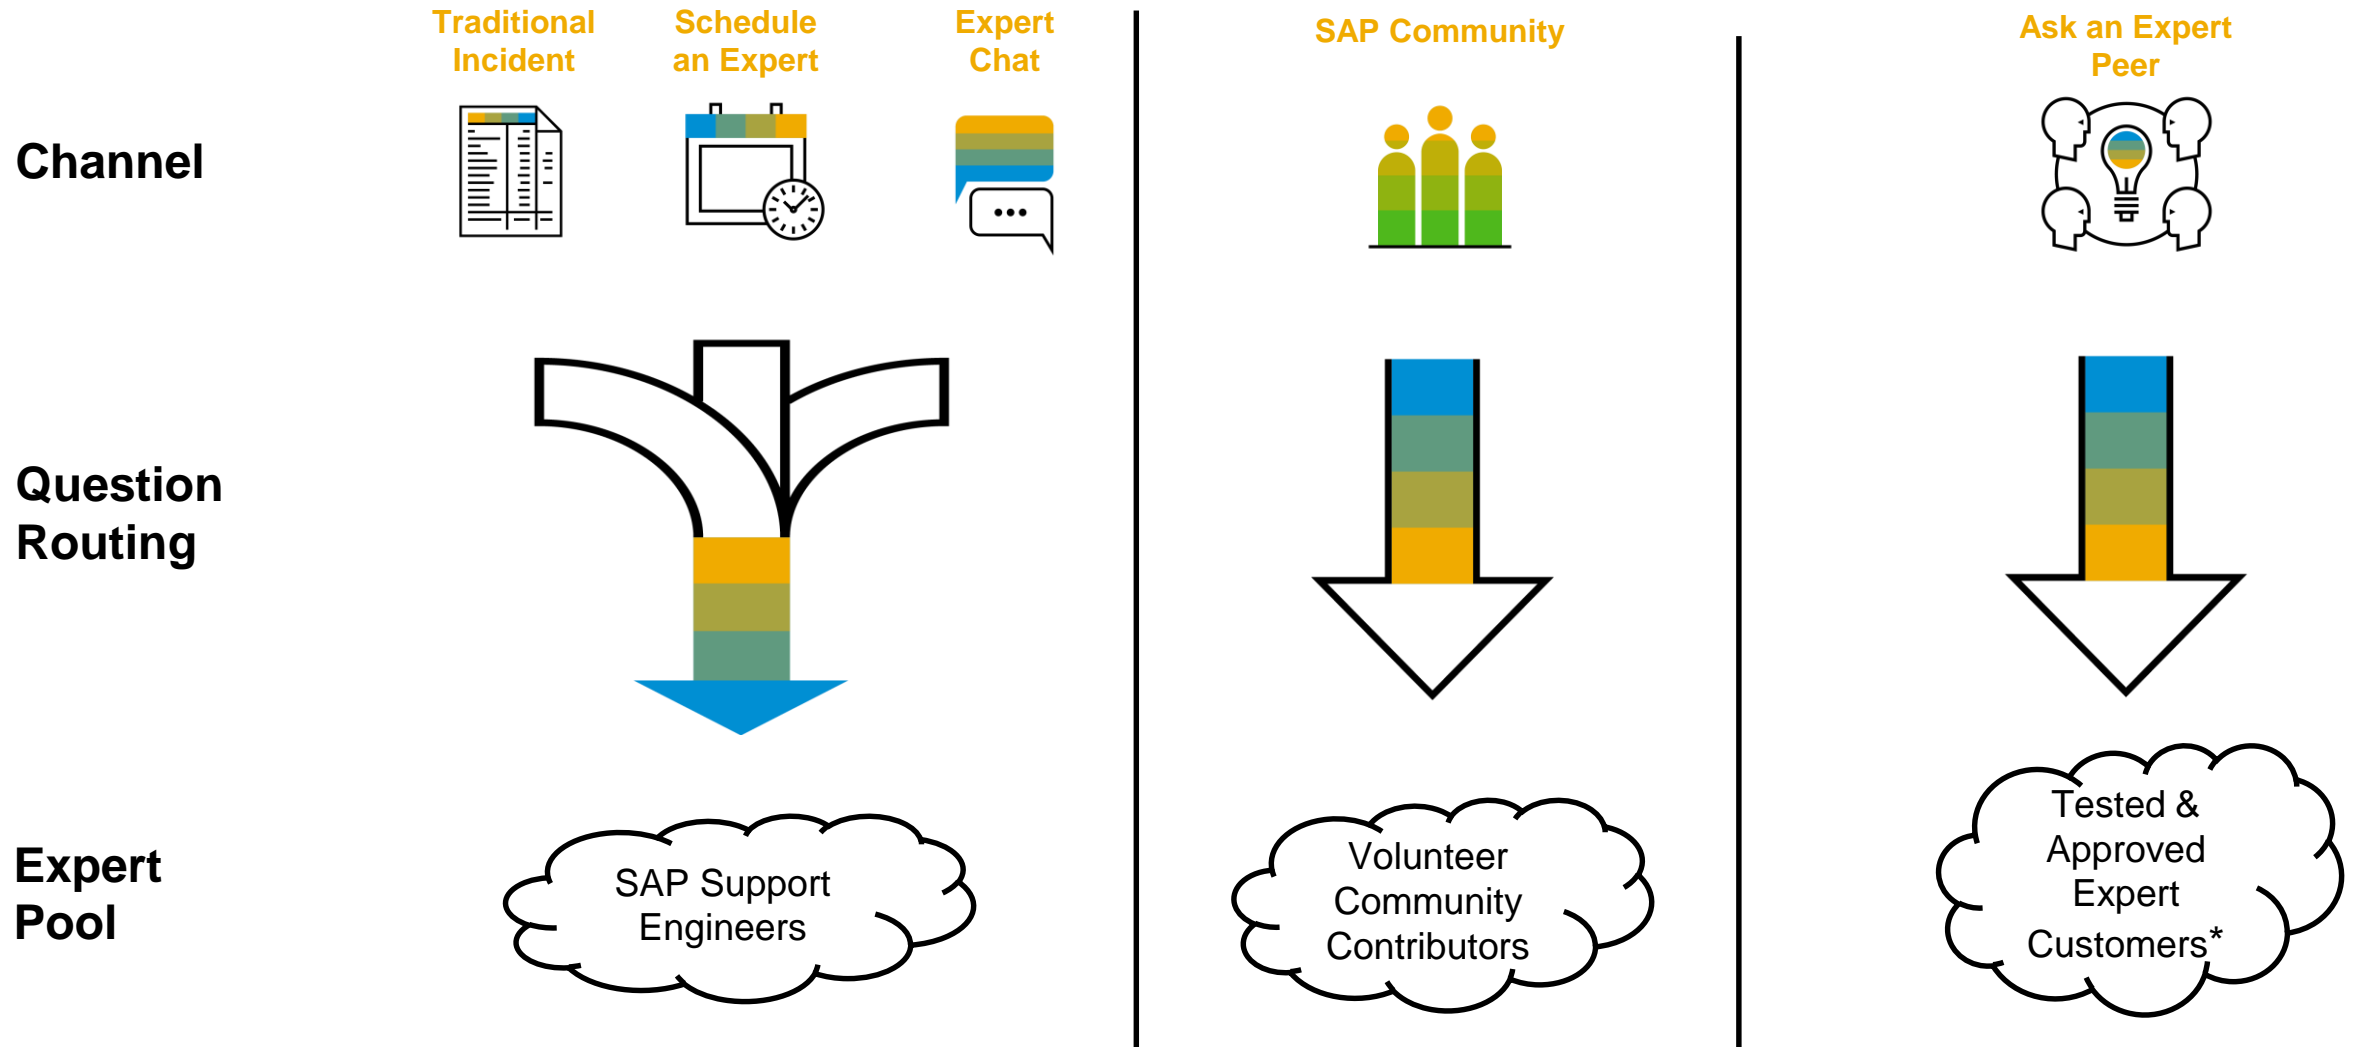 Traditional
Incident
Schedule
an Expert
Expert
Chat
SAP Community
Ask an Expert
Peer
Channel
Question
Routing
Expert
Pool
SAP Support
Engineers
Volunteer
Community
Contributors
Tested &
Approved
Expert
Customers*